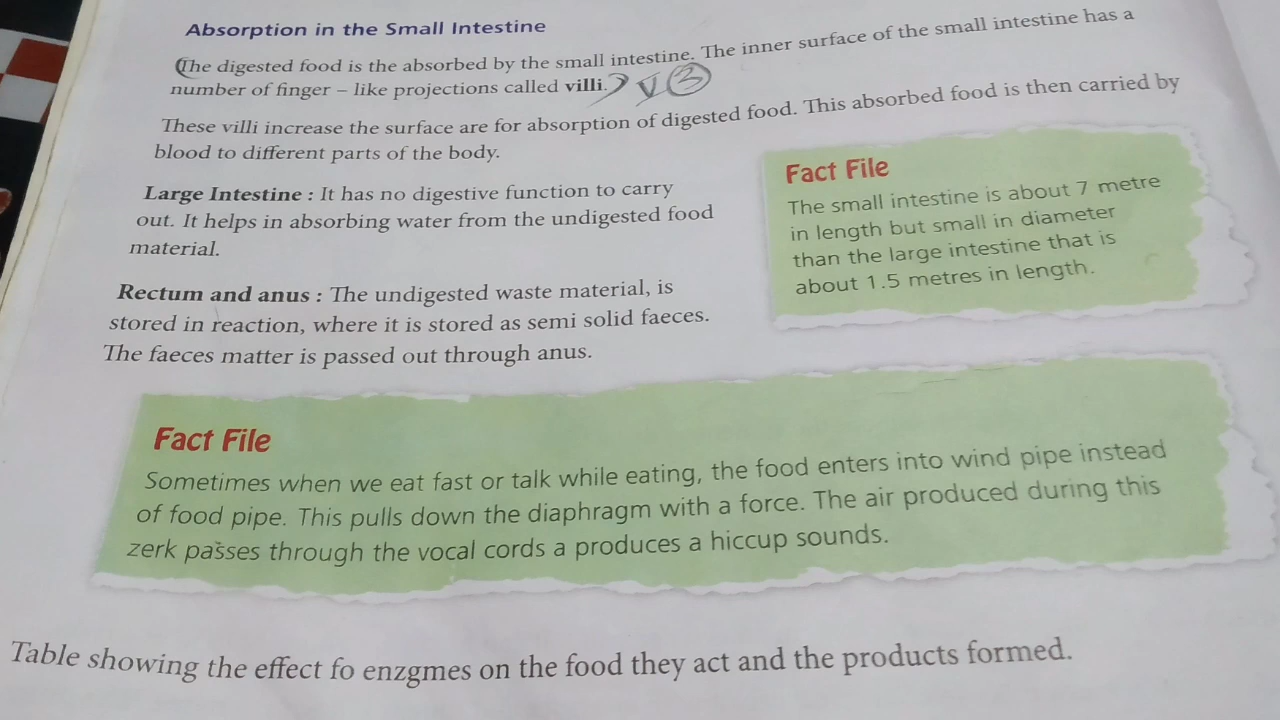 Absorption in the Small Intestine
The digested food is the absorbed by the small intestine. The inner surface of the small intestine has a
number of finger – like projections called villi. V 3
These villi increase the surface are for absorption of digested food. This absorbed food is then carried by
blood to different parts of the body.
Large Intestine : It has no digestive function to carry
out. It helps in absorbing water from the undigested food
material.
Rectum and anus : The undigested waste material, is
stored in reaction, where it is stored as semi solid faeces.
The faeces matter is passed out through anus.
Fact File
The small intestine is about 7 metre
in length but small in diameter
than the large intestine that is
about 1.5 metres in length.
Fact File
Sometimes when we eat fast or talk while eating, the food enters into wind pipe instead
of food pipe. This pulls down the diaphragm with a force. The air produced during this
zerk passes through the vocal cords a produces a hiccup sounds.
Table showing the effect fo enzgmes on the food they act and the products formed.